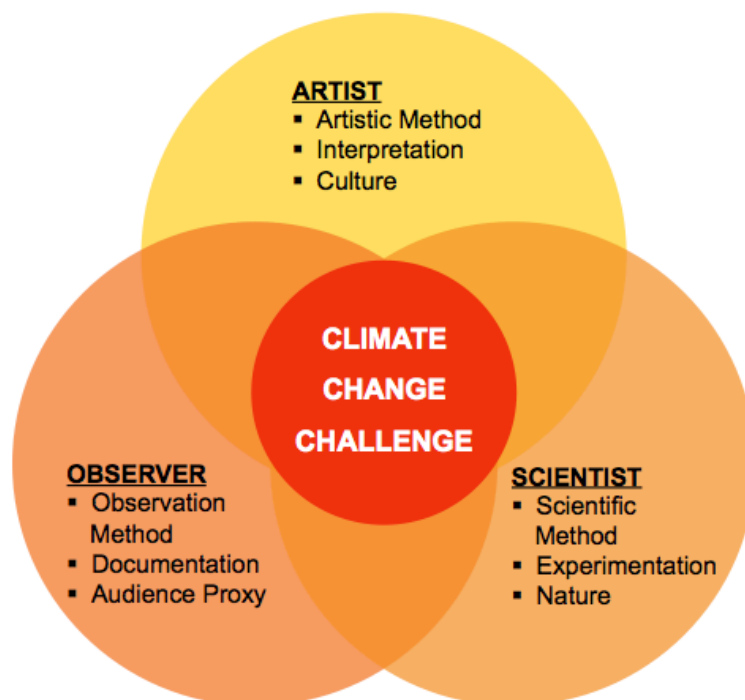 ARTIST
▪ Artistic Method
▪ Interpretation
▪ Culture
CLIMATE
CHANGE
CHALLENGE
OBSERVER
▪ Observation
Method
▪ Documentation
▪ Audience Proxy
SCIENTIST
▪ Scientific
Method
▪ Experimentation
▪ Nature